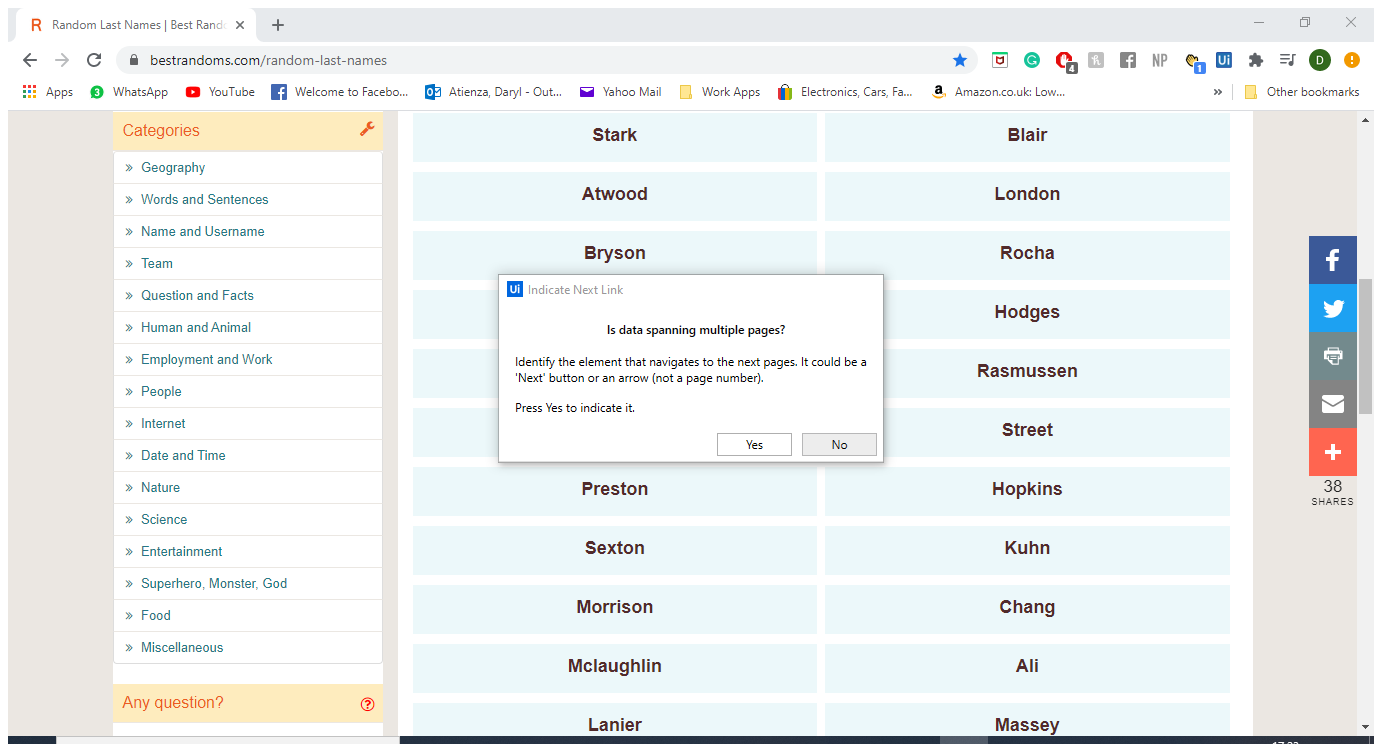 R Random Last Names | Best Rando
bestrandoms.com/random-last-names
4
NP
1
Ui
D
Apps
3 WhatsApp
YouTube
Welcome to Facebo...
Atienza, Daryl - Out...
Yahoo Mail
Work Apps
Electronics, Cars, Fa...
Amazon.co.uk: Low...
»
Other bookmarks
Categories
» Geography
» Words and Sentences
» Name and Username
» Team
» Question and Facts
» Human and Animal
» Employment and Work
» People
» Internet
» Date and Time
» Nature
» Science
» Entertainment
» Superhero, Monster, God
» Food
» Miscellaneous
Any question?
Stark Blair
Atwood London
Bryson Rocha
Hodges
Rasmussen
Street
Preston Hopkins
Sexton Kuhn
Morrison Chang
Mclaughlin Ali
Lanier Massey
Ui Indicate Next Link
Is data spanning multiple pages?
Identify the element that navigates to the next pages. It could be a
'Next' button or an arrow (not a page number).
Press Yes to indicate it.
Yes No
38
SHARES